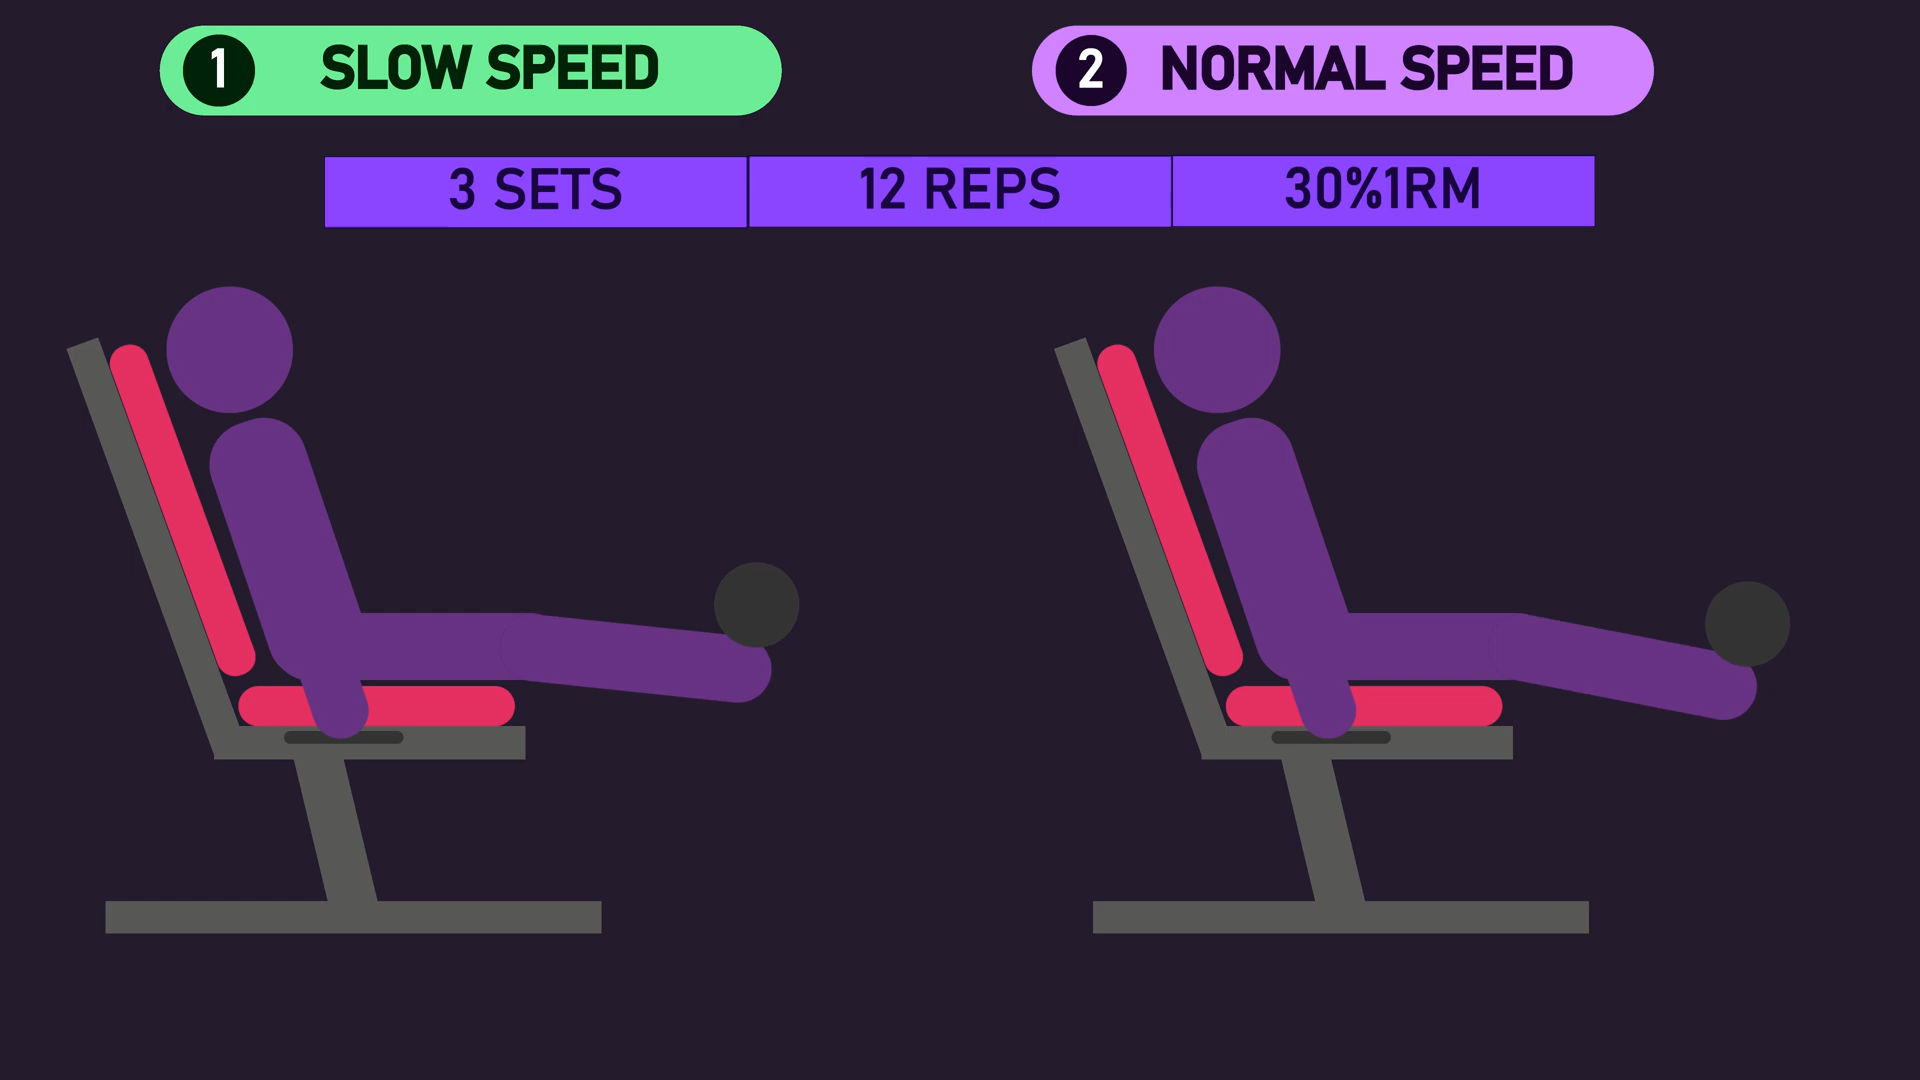 1 SLOW SPEED
2 NORMAL SPEED
3 SETS
12 REPS
30%1RM